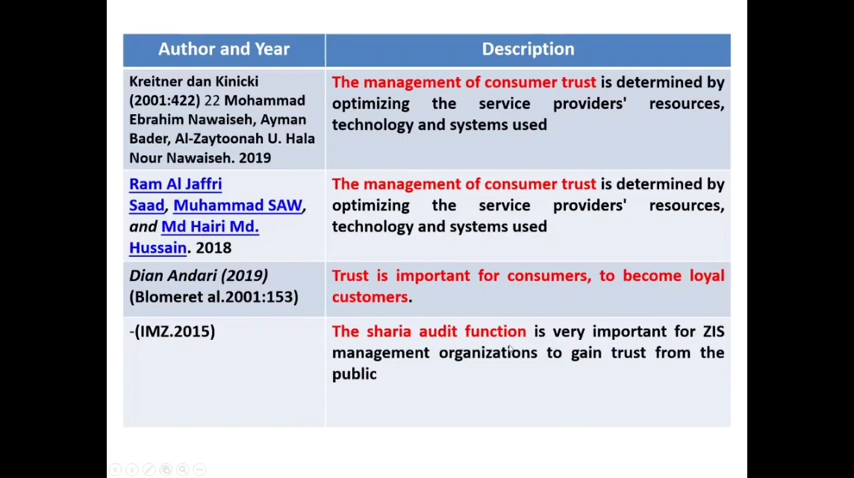 Author and Year
Description
Kreitner dan Kinicki
(2001:422) 22 Mohammad
Ebrahim Nawaiseh, Ayman
Bader, Al-Zaytoonah U. Hala
Nour Nawaiseh. 2019
The management of consumer trust is determined by
optimizing the service providers' resources,
technology and systems used
Ram Al Jaffri
Saad, Muhammad SAW,
and Md Hairi Md.
Hussain. 2018
The management of consumer trust is determined by
optimizing the service providers' resources,
technology and systems used
Dian Andari (2019)
(Blomeret al.2001:153)
Trust is important for consumers, to become loyal
customers.
-(IMZ.2015)
The sharia audit function is very important for ZIS
management organizations to gain trust from the
public